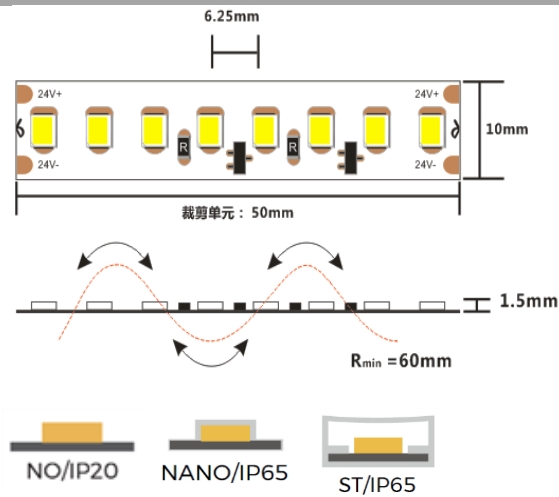 6.25mm
24V+ 24V+
R R
10mm
24V- 24V-
裁剪单元： 50mm
1.5mm
Rmin =60mm
NO/IP20
NANO/IP65
ST/IP65